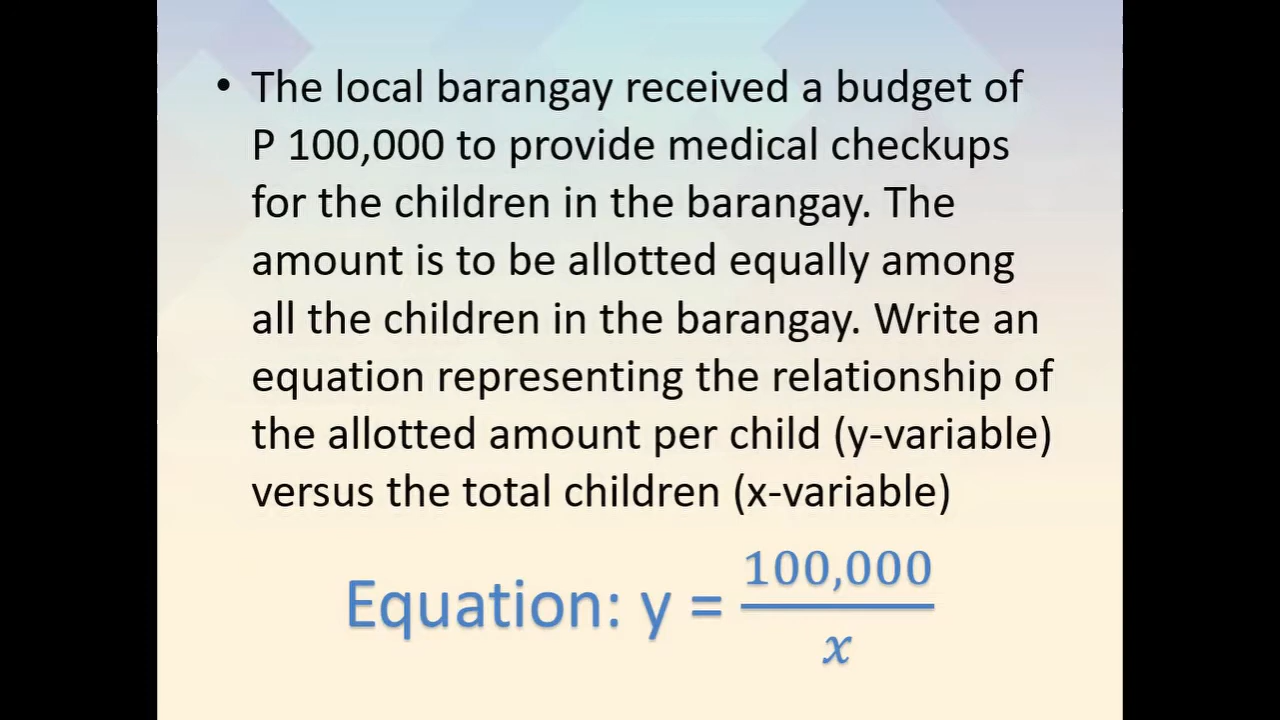 • The local barangay received a budget of
P 100,000 to provide medical checkups
for the children in the barangay. The
amount is to be allotted equally among
all the children in the barangay. Write an
equation representing the relationship of
the allotted amount per child (y-variable)
versus the total children (x-variable)
Equation: y = 100,000
x